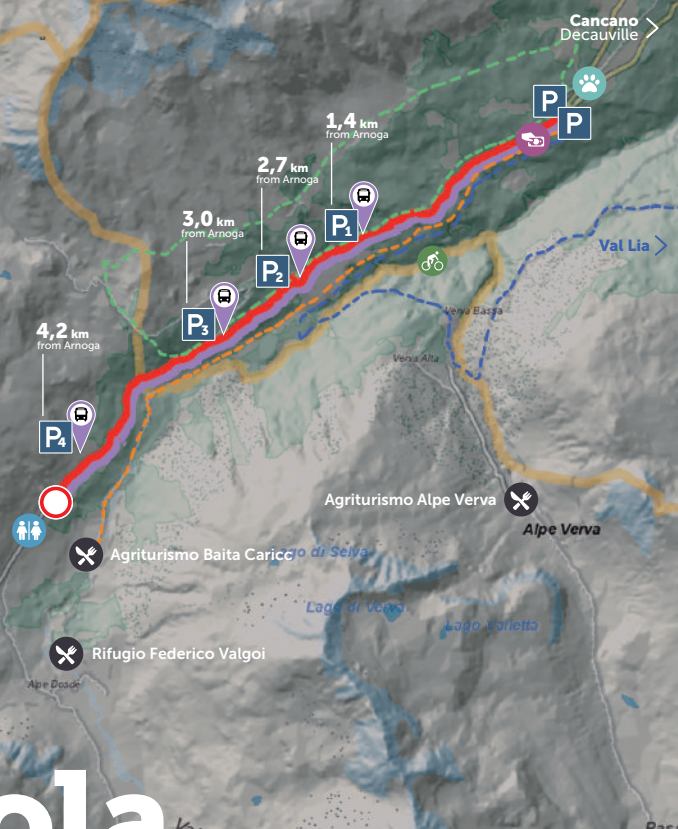 Cancano
Decauville
P
P
1,4 km
from Arnoga
2,7 km
from Arnoga
P1
3,0 km
from Arnoga
Val Lia
P2
Verva Bassa
P3
4,2 km
from Arnoga
Verva Alta
P4
Agriturismo Alpe Verva
Alpe Verva
Agriturismo Baita Caricc
Lago di Selva
Lago di Verva
Lago Valletta
Rifugio Federico Valgoi
Alpe Dosdè
ola